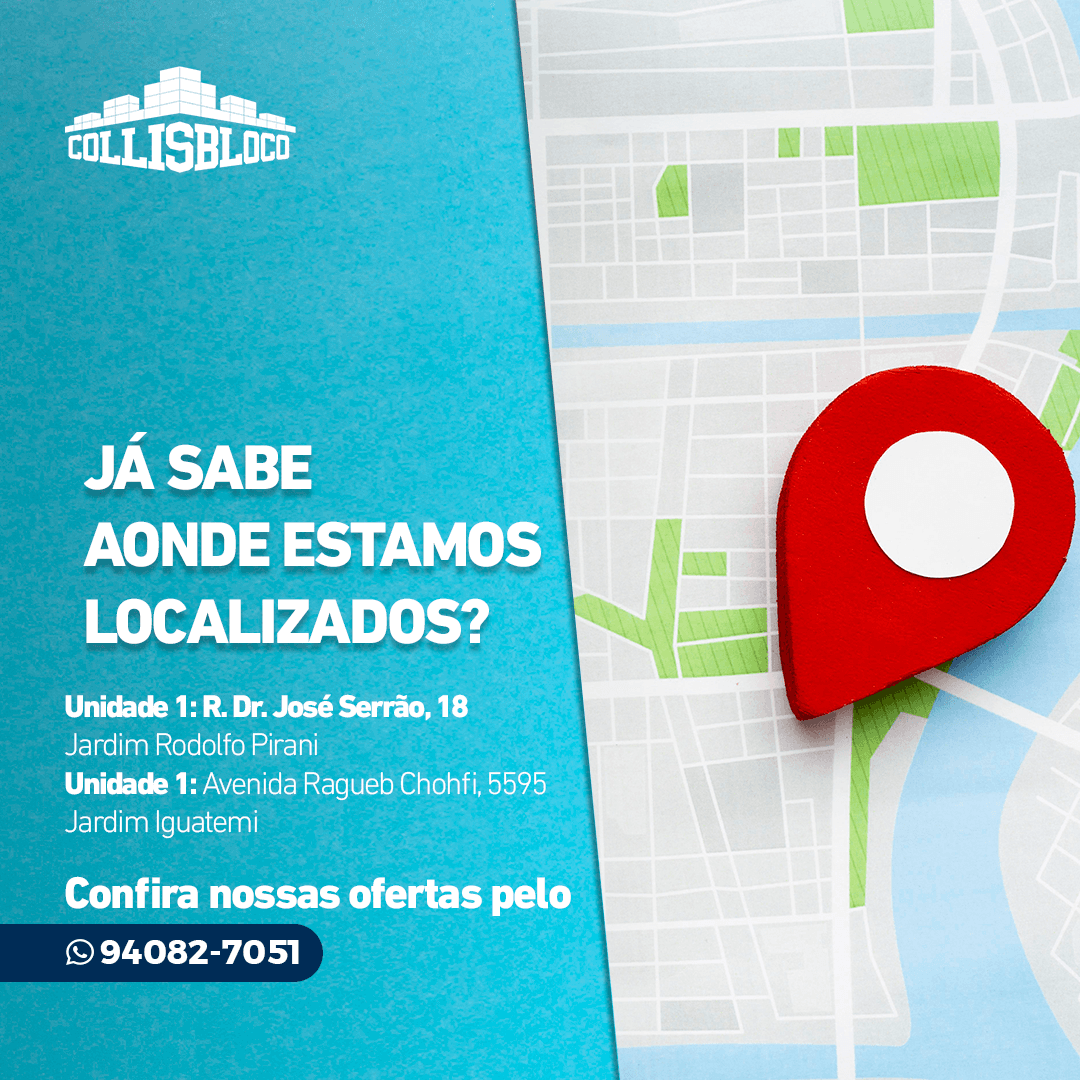 COLLISBLOCO
JÁ SABE
AONDE ESTAMOS
LOCALIZADOS?
Unidade 1: R. Dr. José Serrão, 18
Jardim Rodolfo Pirani
Unidade 1: Avenida Ragueb Chohfi, 5595
Jardim Iguatemi
Confira nossas ofertas pelo
94082-7051